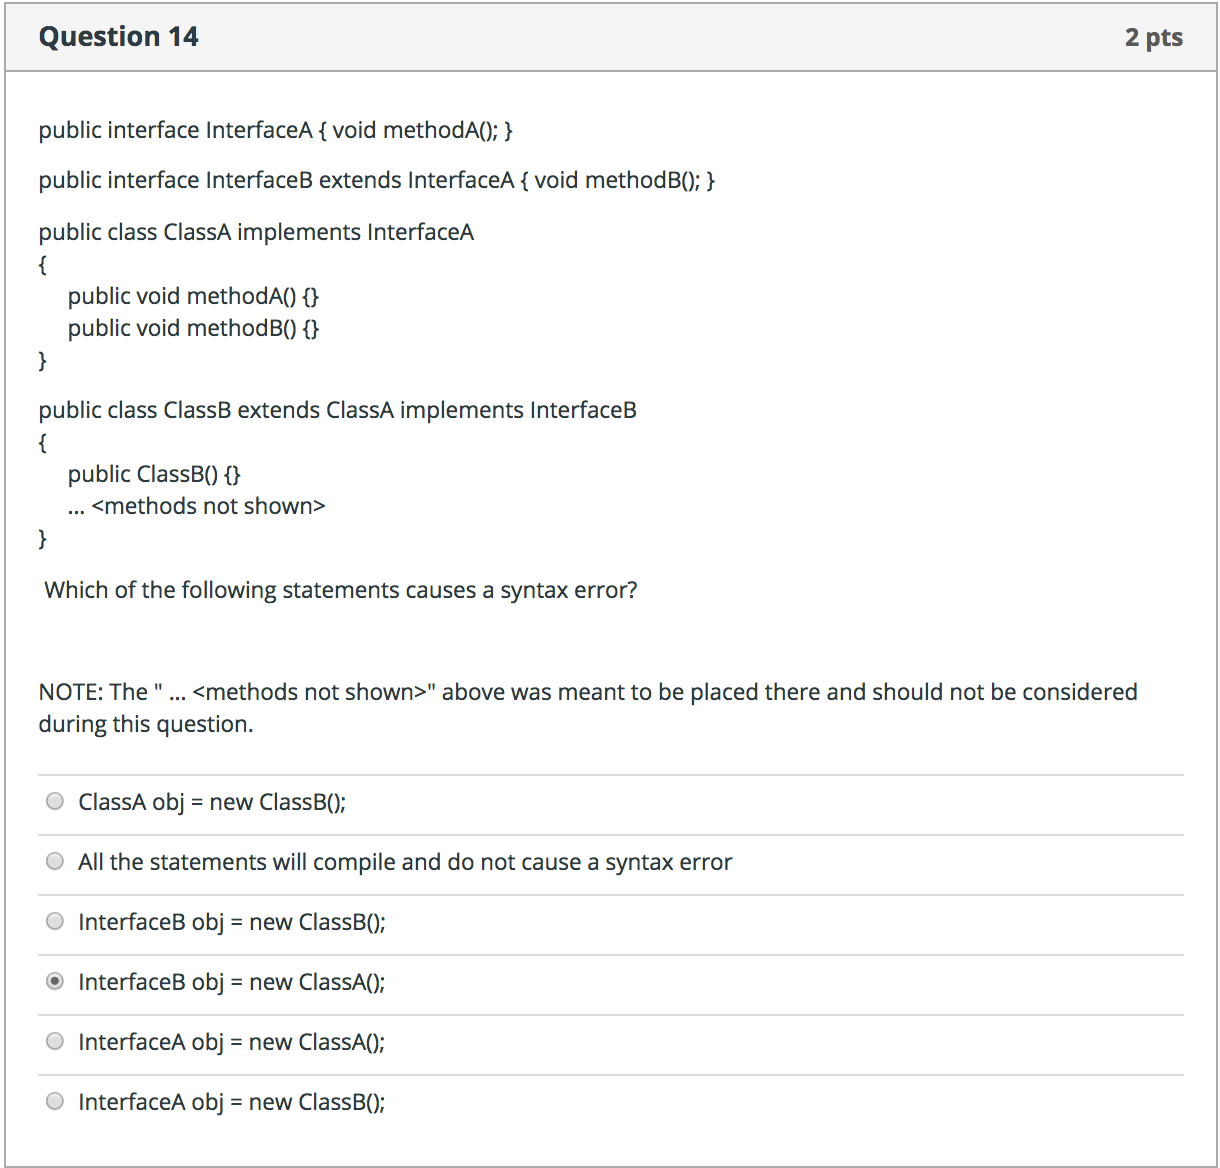 Question 14
2 pts
public interface InterfaceA { void methodA(); }
public interface InterfaceB extends InterfaceA { void methodB(); }
public class ClassA implements InterfaceA
{
public void methodA() {}
public void methodB() {}
}
public class ClassB extends ClassA implements InterfaceB
{
public ClassB() {}
... <methods not shown>
}
Which of the following statements causes a syntax error?
NOTE: The " ... <methods not shown>" above was meant to be placed there and should not be considered
during this question.
ClassA obj = new ClassB();
All the statements will compile and do not cause a syntax error
InterfaceB obj = new ClassB();
InterfaceB obj = new ClassA();
InterfaceA obj = new ClassA();
InterfaceA obj = new ClassB();